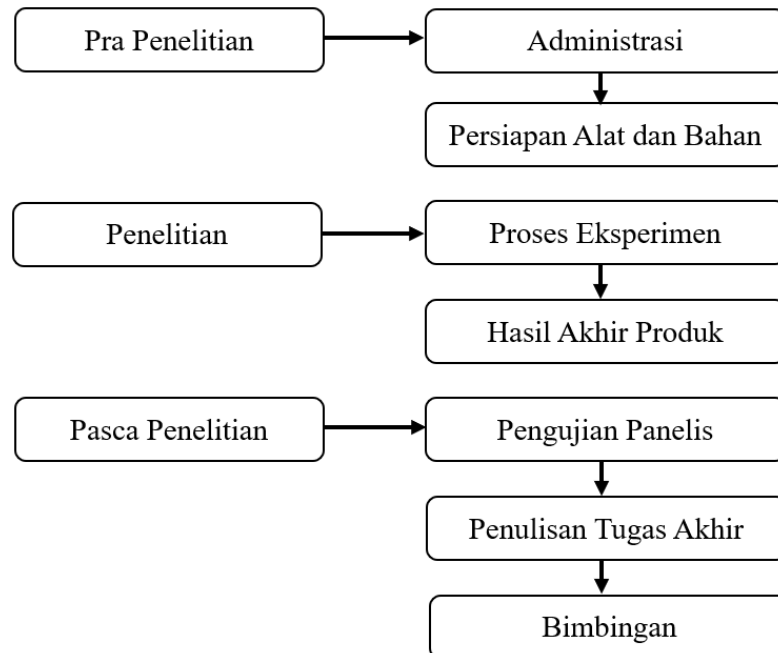 Pra Penelitian
Administrasi
Persiapan Alat dan Bahan
Penelitian
Proses Eksperimen
Hasil Akhir Produk
Pasca Penelitian
Pengujian Panelis
Penulisan Tugas Akhir
Bimbingan